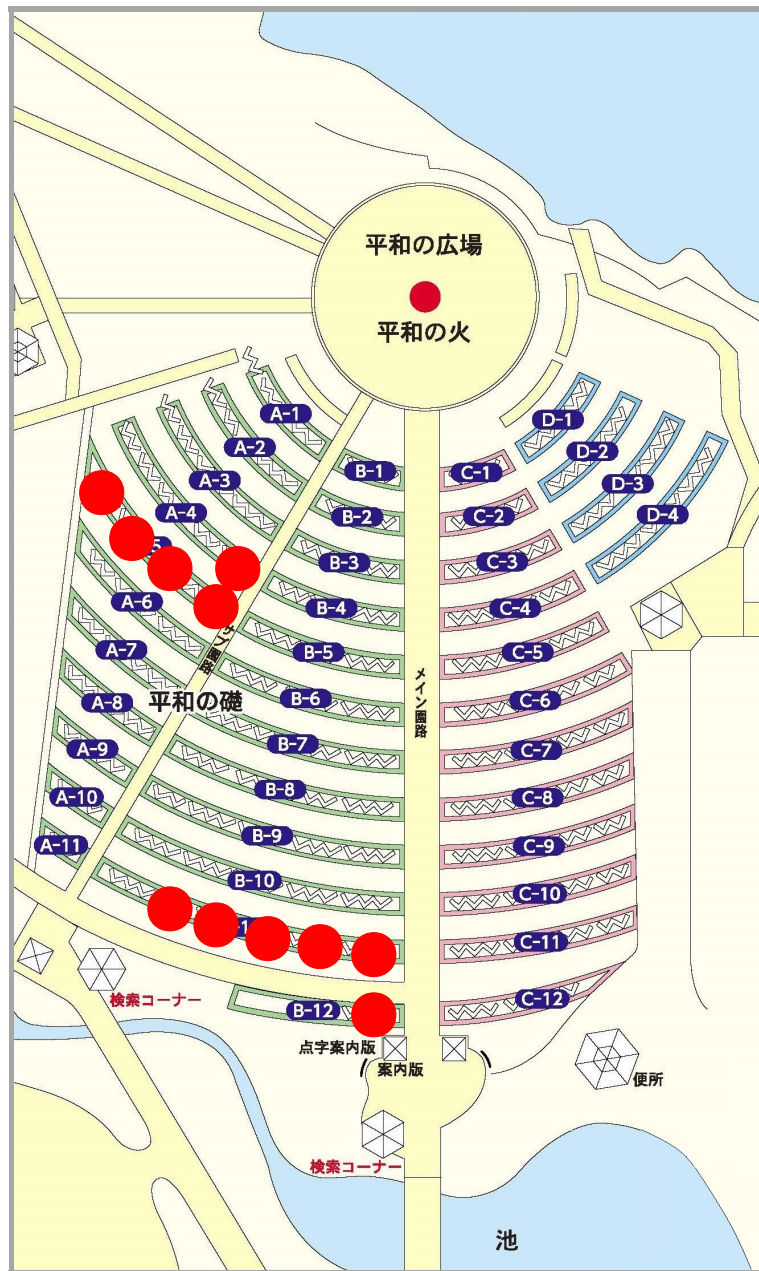 平和の広場
平和の火
A-1
A-2
A-3
A-4
5
A-6
A-7
A-8
A-9
A-10
A-11
B-1
B-2
B-3
B-4
B-5
B-6
B-7
B-8
B-9
B-10
B-12
C-1
C-2
C-3
C-4
C-5
C-6
C-7
C-8
C-9
C-10
C-11
C-12
D-1
D-2
D-3
D-4
園路
平和の礎
メイン園路
検索コーナー
点字案内版
案内版
便所
検索コーナー
池